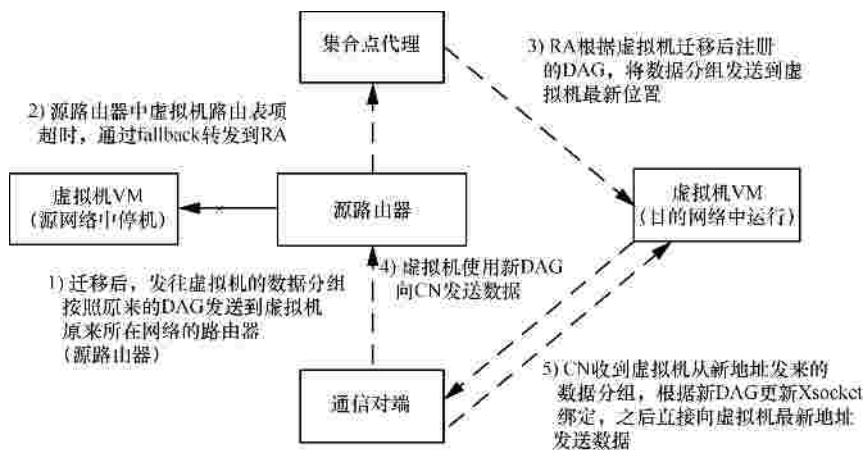 集合点代理
3) RA根据虚拟机迁移后注册
的DAG，将数据分组发送到虚
拟机最新位置
2) 源路由器中虚拟机路由表项
超时，通过fallback转发到RA
虚拟机VM
(源网络中停机)
源路由器
虚拟机VM
(目的网络中运行)
1) 迁移后，发往虚拟机的数据分组
按照原来的DAG发送到虚拟机
原来所在网络的路由器
(源路由器)
4) 虚拟机使用新DAG
向CN发送数据
通信对端
5) CN收到虚拟机从新地址发来的
数据分组，根据新DAG更新Xsocket
绑定，之后直接向虚拟机最新地址
发送数据